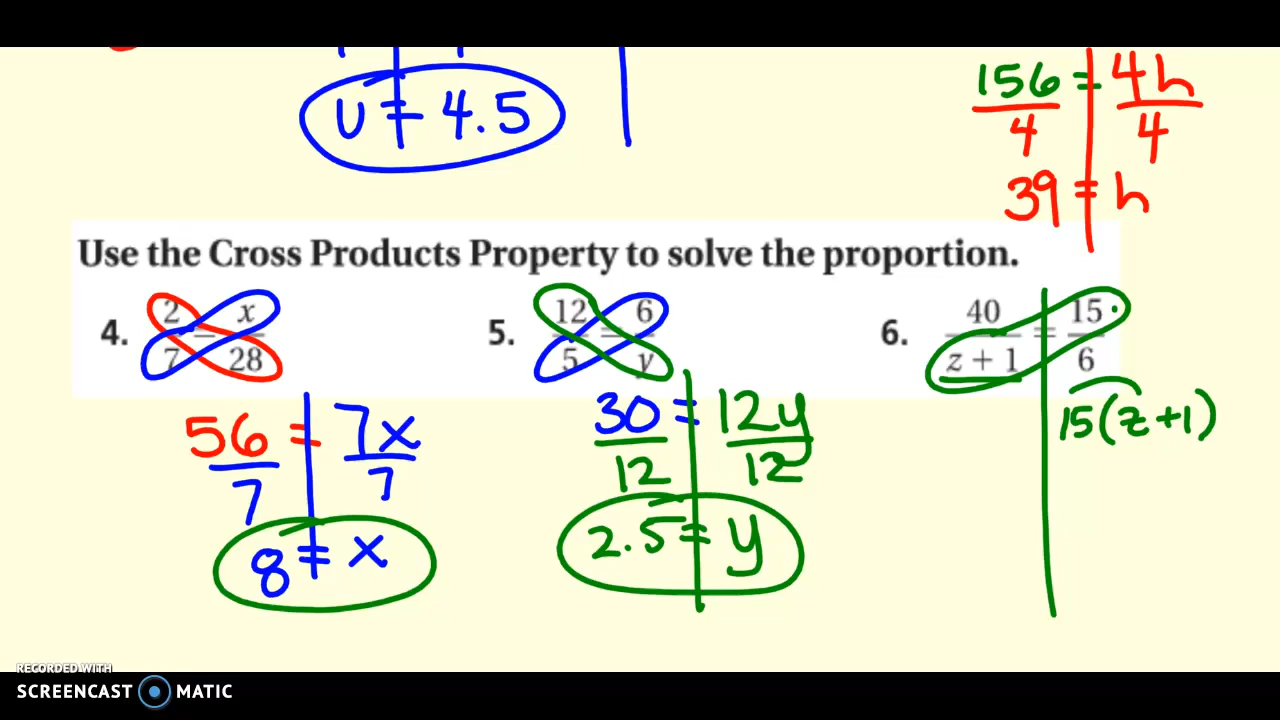 u = 4.5
156 = 4h
4 4
39 = h
Use the Cross Products Property to solve the proportion.
4. 2/7 = x/28
5. 12/5 = 6/y
6. 40/(z + 1) = 15/6
56 = 7x
7 7
8 = x
30 = 12y
12 12
2.5 = y
15(z+1)
RECORDED WITH
SCREENCAST MATIC